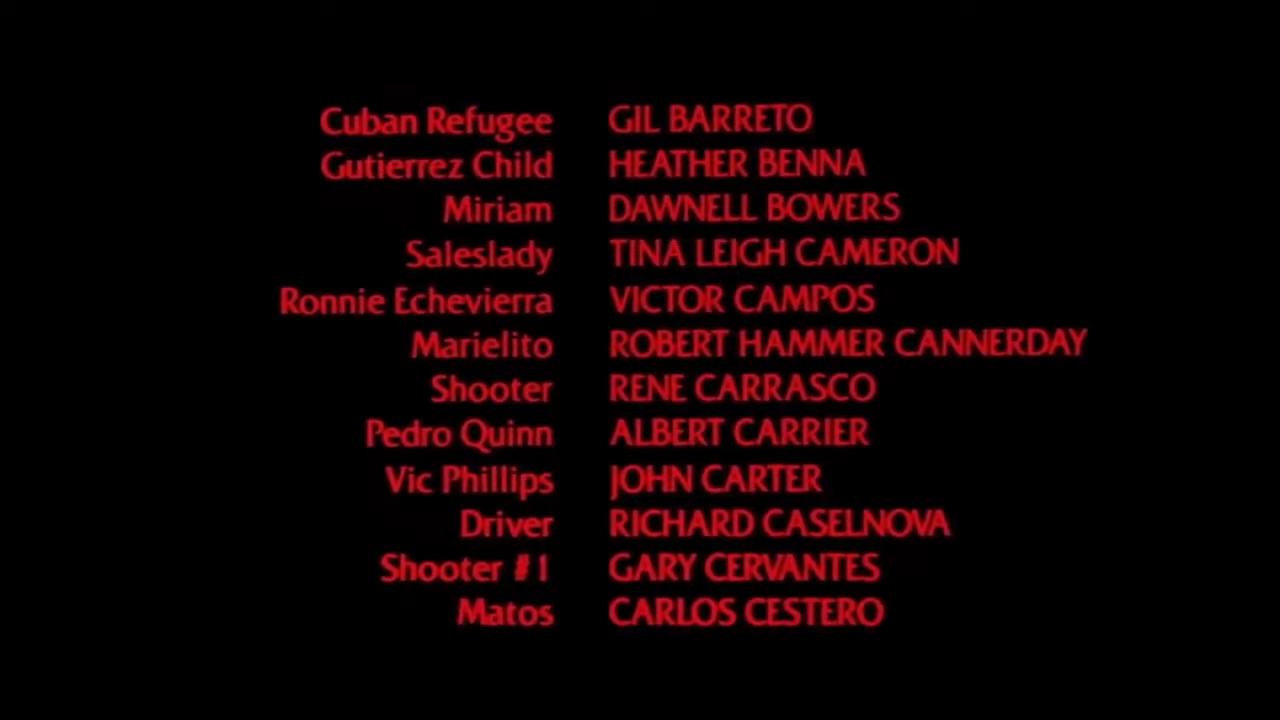 Cuban Refugee GIL BARRETO
Gutierrez Child HEATHER BENNA
Miriam DAWNELL BOWERS
Saleslady TINA LEIGH CAMERON
Ronnie Echevierra VICTOR CAMPOS
Marielito ROBERT HAMMER CANNERDAY
Shooter RENE CARRASCO
Pedro Quinn ALBERT CARRIER
Vic Phillips JOHN CARTER
Driver RICHARD CASELNOVA
Shooter #1 GARY CERVANTES
Matos CARLOS CESTERO